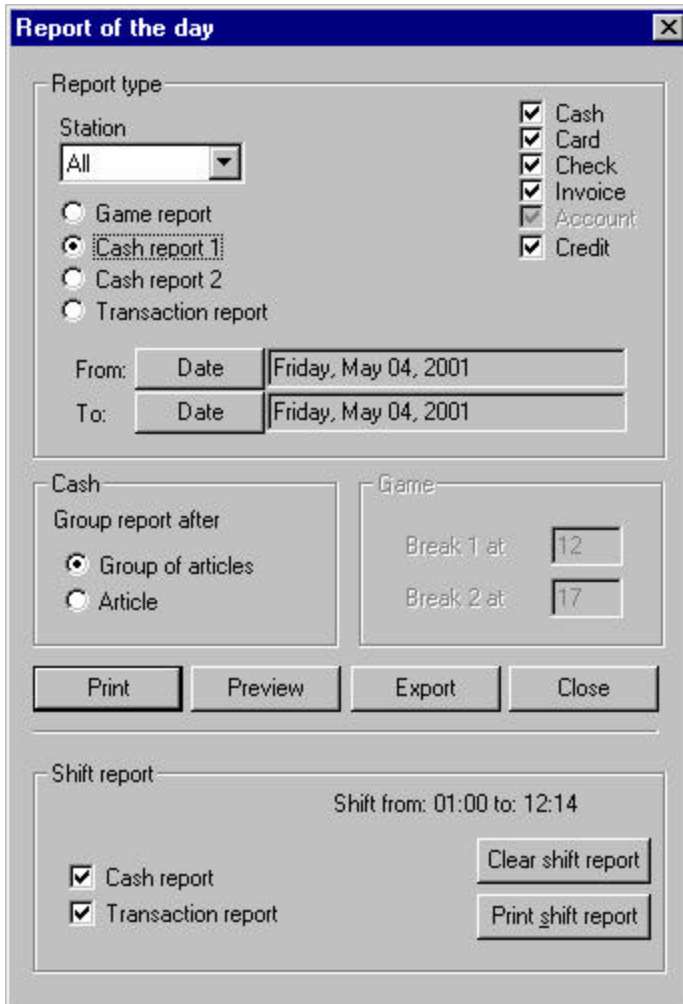 Report of the day
Report type
Station
All
Game report
Cash report 1
Cash report 2
Transaction report
Cash
Card
Check
Invoice
Account
Credit
From: Date Friday, May 04, 2001
To: Date Friday, May 04, 2001
Cash
Group report after
Group of articles
Article
Game
Break 1 at 12
Break 2 at 17
Print Preview Export Close
Shift report
Shift from: 01:00 to: 12:14
Cash report
Transaction report
Clear shift report
Print shift report